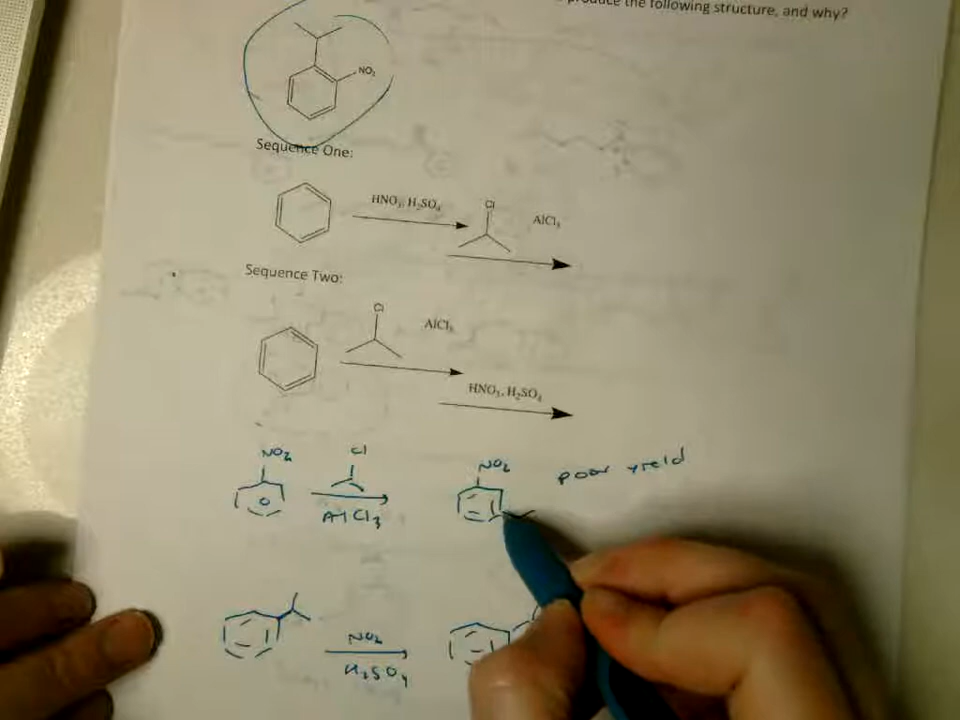 produce the following structure, and why?
NO₂
Sequence One:
HNO₃, H₂SO₄
Cl
AlCl₃
Sequence Two:
Cl
AlCl₃
HNO₃, H₂SO₄
NO₂
Cl
AlCl₃
NO₂
poor yield
NO₂
H₂SO₄